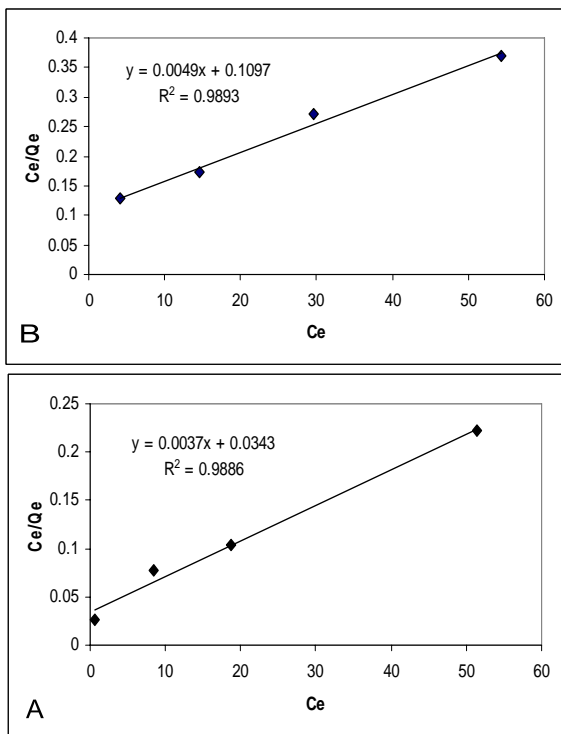 0.4
0.35
0.3
0.25
0.2
0.15
0.1
0.05
0
Ce/Qe
y = 0.0049x + 0.1097
R² = 0.9893
0 10 20 30 40 50 60
Ce
B
0.25
0.2
0.15
0.1
0.05
0
Ce/Qe
y = 0.0037x + 0.0343
R² = 0.9886
0 10 20 30 40 50 60
Ce
A